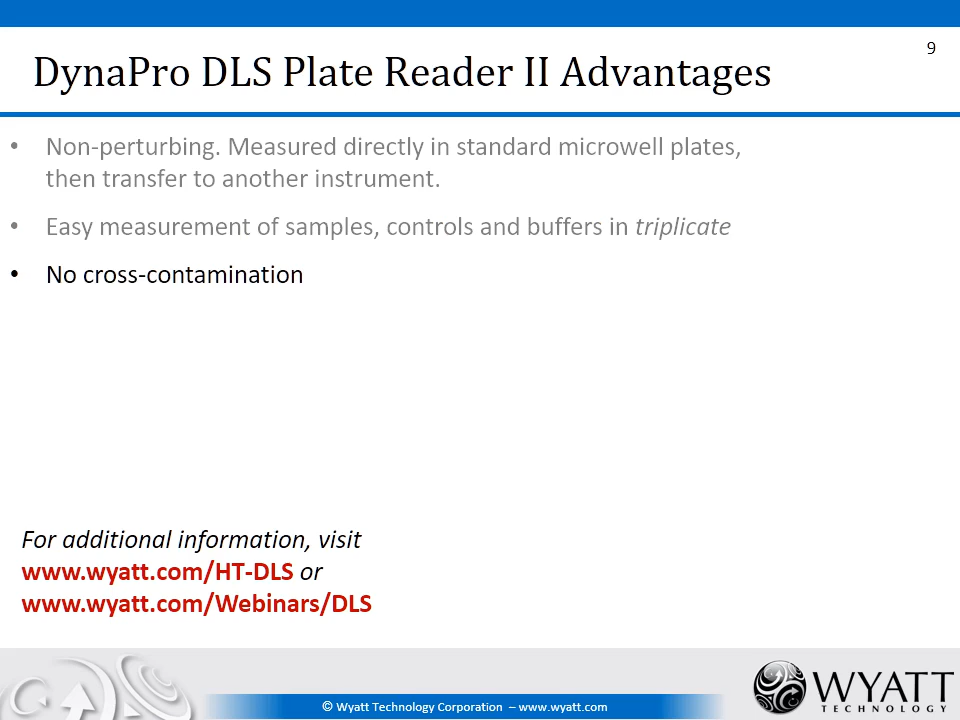 9
DynaPro DLS Plate Reader II Advantages
• Non-perturbing. Measured directly in standard microwell plates,
then transfer to another instrument.
• Easy measurement of samples, controls and buffers in triplicate
• No cross-contamination
For additional information, visit
www.wyatt.com/HT-DLS or
www.wyatt.com/Webinars/DLS
© Wyatt Technology Corporation – www.wyatt.com
WYATT
TECHNOLOGY